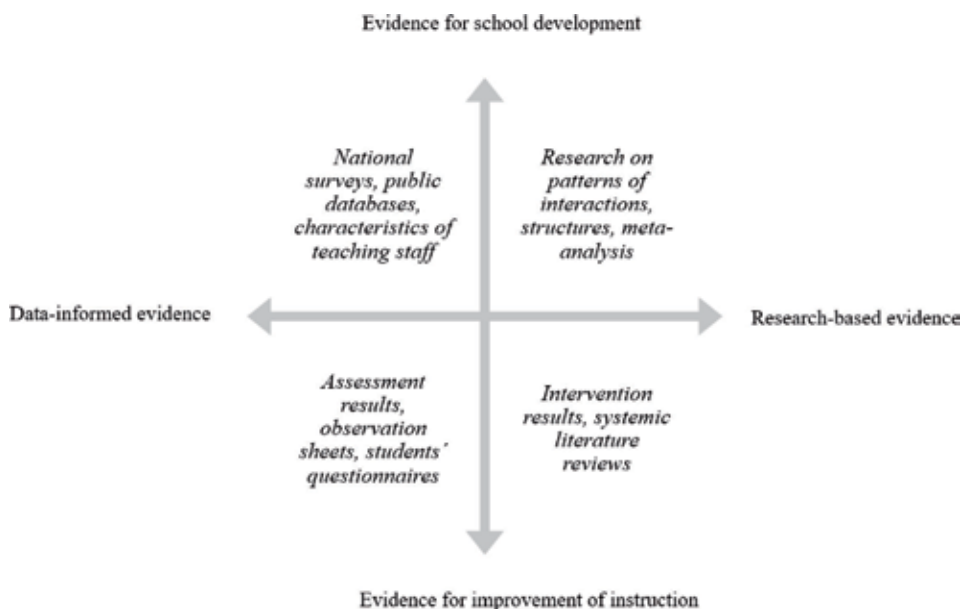 Evidence for school development
National
surveys, public
databases,
characteristics of
teaching staff
Research on
patterns of
interactions,
structures, meta-
analysis
Data-informed evidence
Research-based evidence
Assessment
results,
observation
sheets, students´
questionnaires
Intervention
results, systemic
literature
reviews
Evidence for improvement of instruction